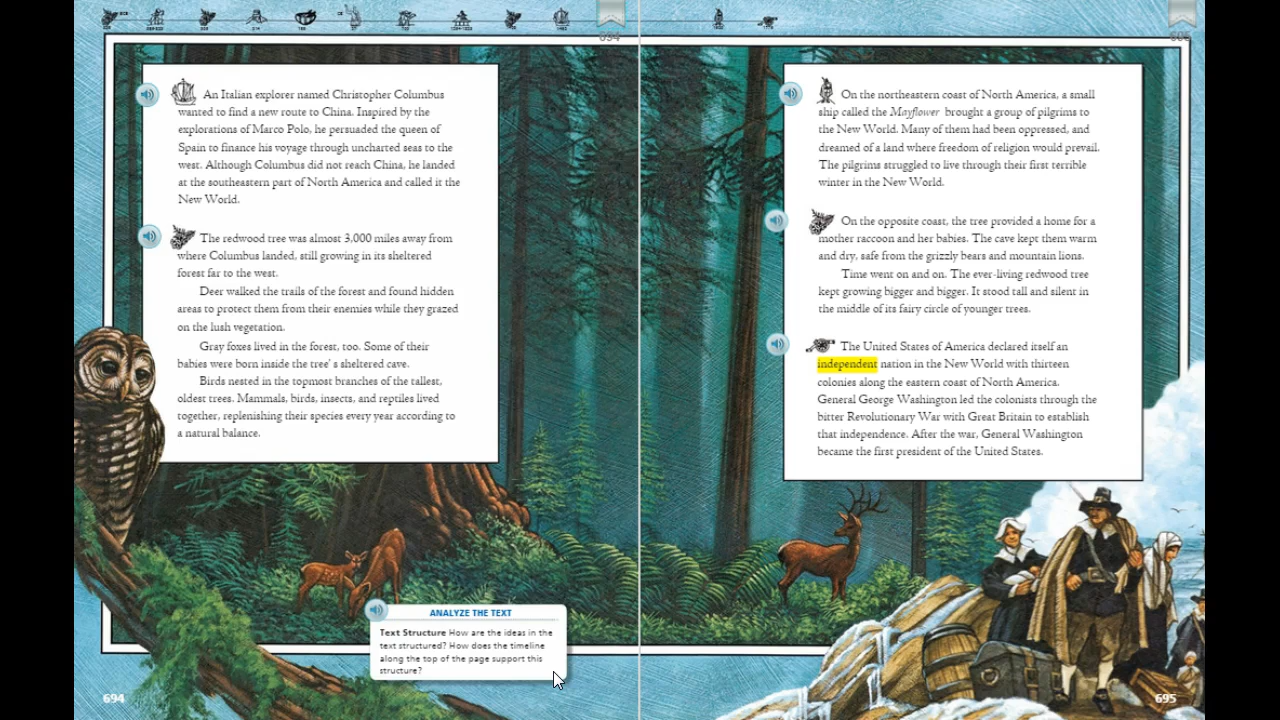 An Italian explorer named Christopher Columbus
wanted to find a new route to China. Inspired by the
explorations of Marco Polo, he persuaded the queen of
Spain to finance his voyage through uncharted seas to the
west. Although Columbus did not reach China, he landed
at the southeastern part of North America and called it the
New World.
The redwood tree was almost 3,000 miles away from
where Columbus landed, still growing in its sheltered
forest far to the west.
Deer walked the trails of the forest and found hidden
areas to protect them from their enemies while they grazed
on the lush vegetation.
Gray foxes lived in the forest, too. Some of their
babies were born inside the tree' s sheltered cave.
Birds nested in the topmost branches of the tallest,
oldest trees. Mammals, birds, insects, and reptiles lived
together, replenishing their species every year according to
a natural balance.
ANALYZE THE TEXT
Text Structure How are the ideas in the
text structured? How does the timeline
along the top of the page support this
structure?
694
694
On the northeastern coast of North America, a small
ship called the Mayflower brought a group of pilgrims to
the New World. Many of them had been oppressed, and
dreamed of a land where freedom of religion would prevail.
The pilgrims struggled to live through their first terrible
winter in the New World.
On the opposite coast, the tree provided a home for a
mother raccoon and her babies. The cave kept them warm
and dry, safe from the grizzly bears and mountain lions.
Time went on and on. The ever-living redwood tree
kept growing bigger and bigger. It stood tall and silent in
the middle of its fairy circle of younger trees.
The United States of America declared itself an
independent nation in the New World with thirteen
colonies along the eastern coast of North America.
General George Washington led the colonists through the
bitter Revolutionary War with Great Britain to establish
that independence. After the war, General Washington
became the first president of the United States.
695
695